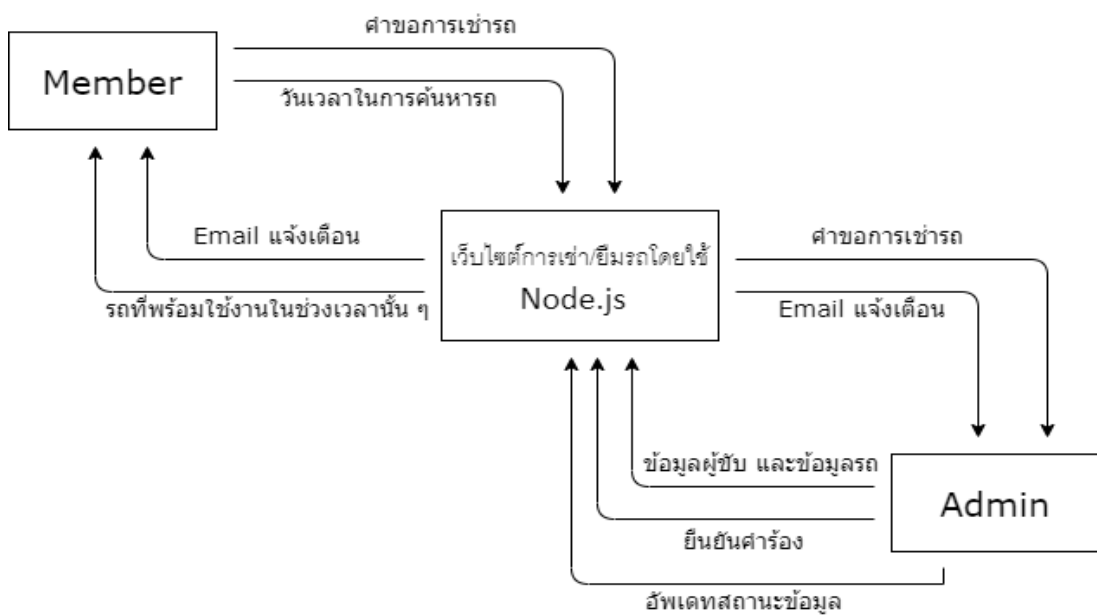 คำขอการเช่ารถ
Member
วันเวลาในการค้นหารถ
Email แจ้งเตือน
รถที่พร้อมใช้งานในช่วงเวลานั้น ๆ
เว็บไซต์การเช่า/ยืมรถโดยใช้
Node.js
คำขอการเช่ารถ
Email แจ้งเตือน
ข้อมูลผู้ขับ และข้อมูลรถ
Admin
ยืนยันคำร้อง
อัพเดทสถานะข้อมูล